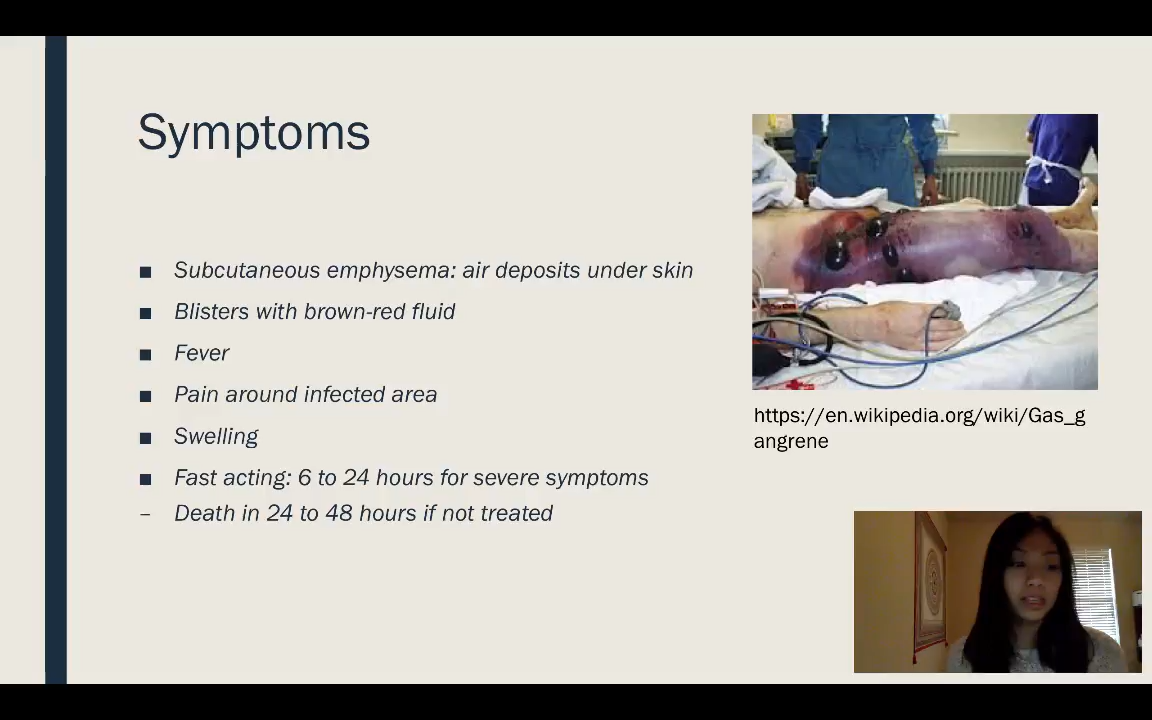 Symptoms
■ Subcutaneous emphysema: air deposits under skin
■ Blisters with brown-red fluid
■ Fever
■ Pain around infected area
■ Swelling
■ Fast acting: 6 to 24 hours for severe symptoms
– Death in 24 to 48 hours if not treated
https://en.wikipedia.org/wiki/Gas_g
angrene